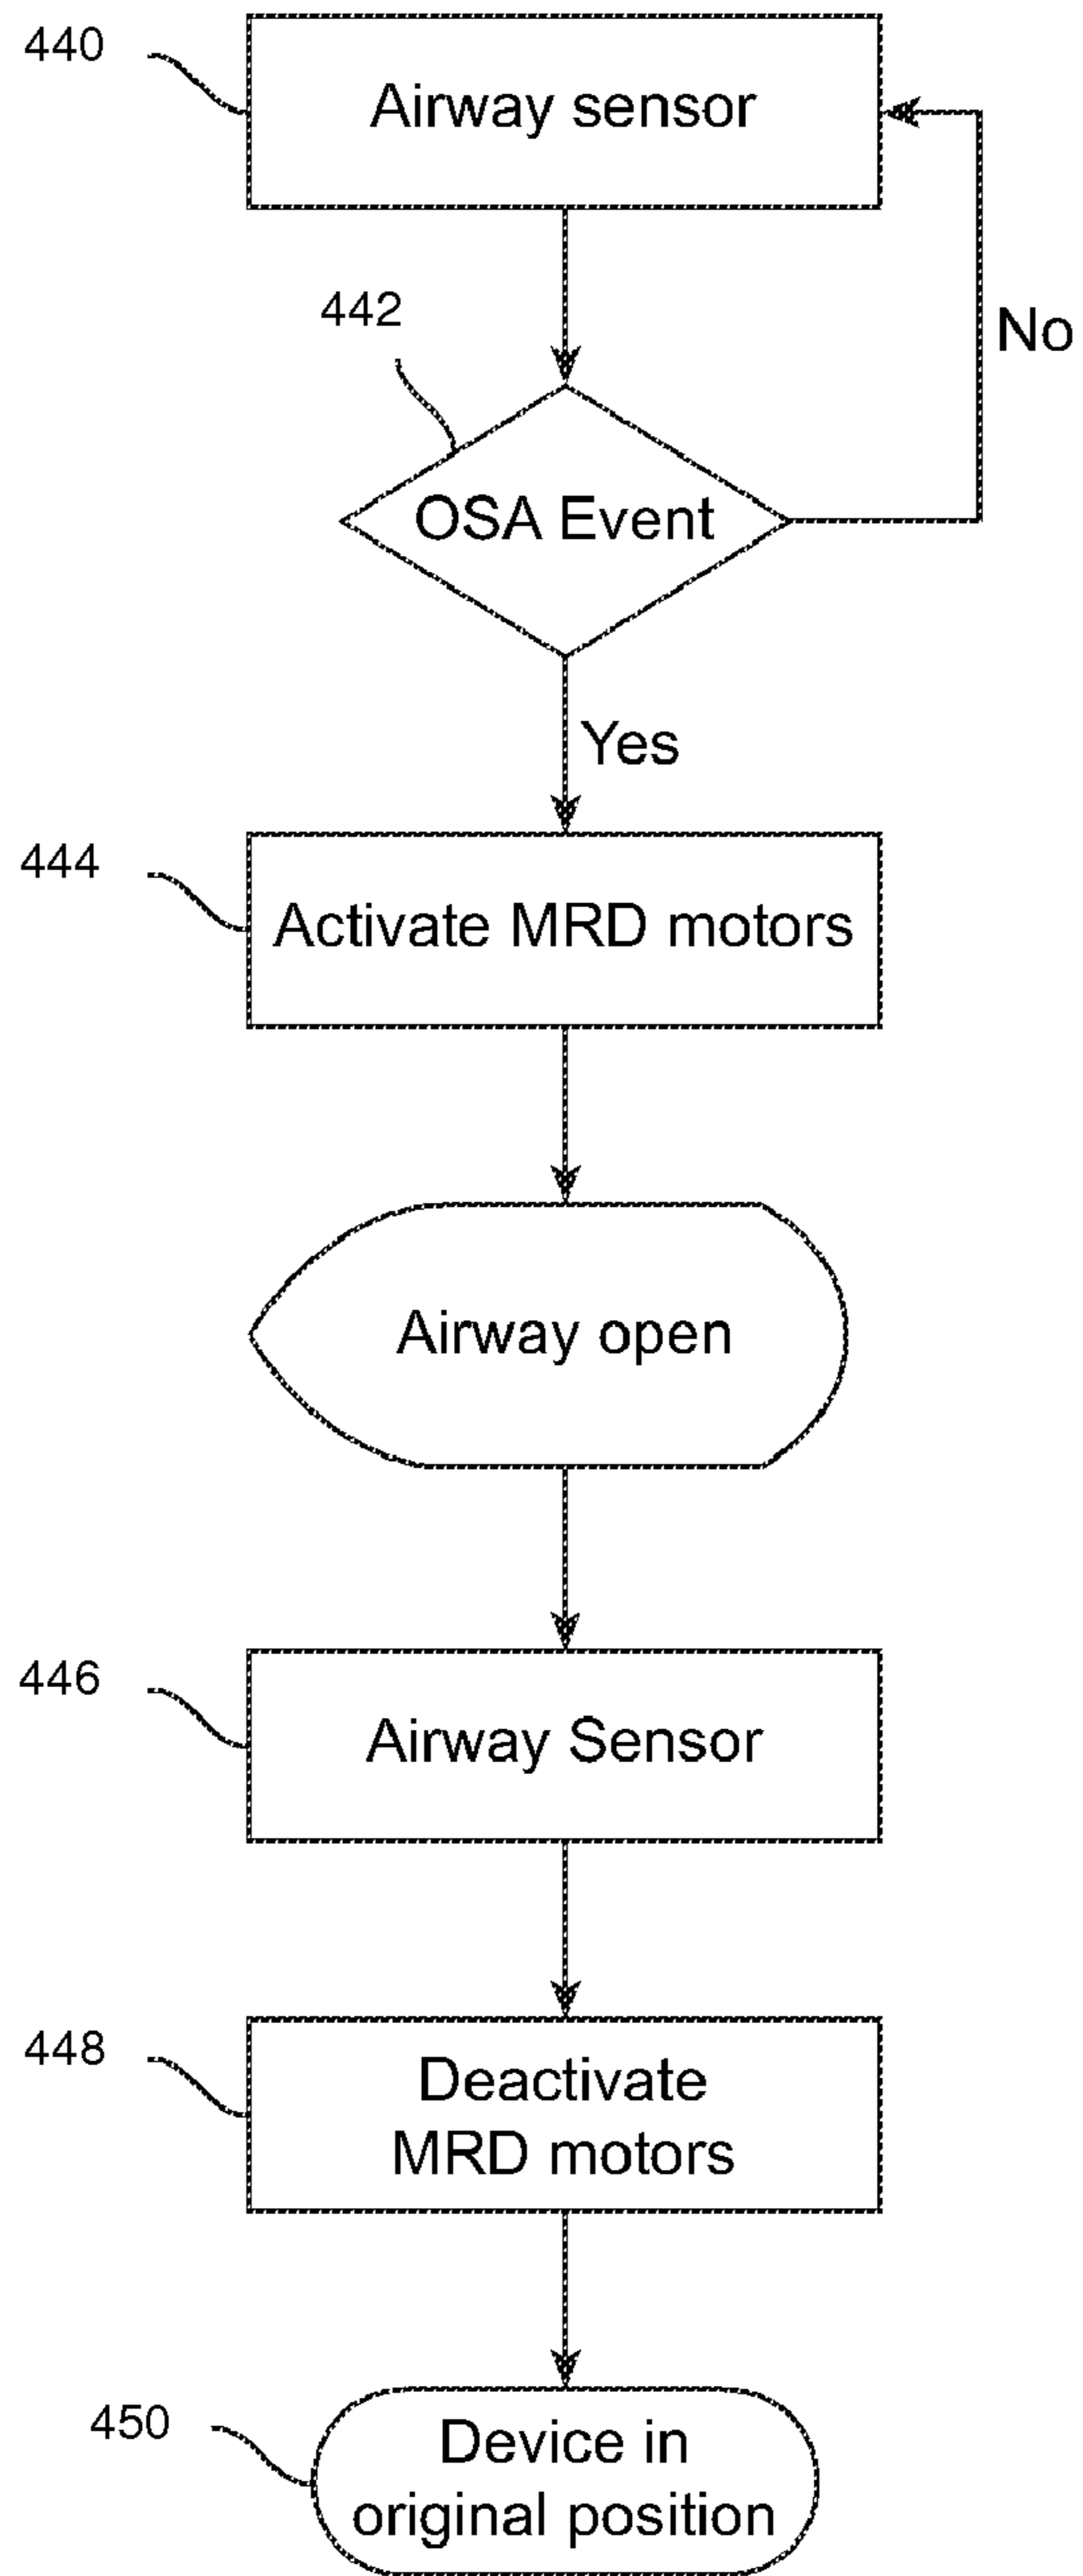 440
Airway sensor
442
No
OSA Event
Yes
444
Activate MRD motors
Airway open
446
Airway Sensor
448
Deactivate
MRD motors
450
Device in
original position